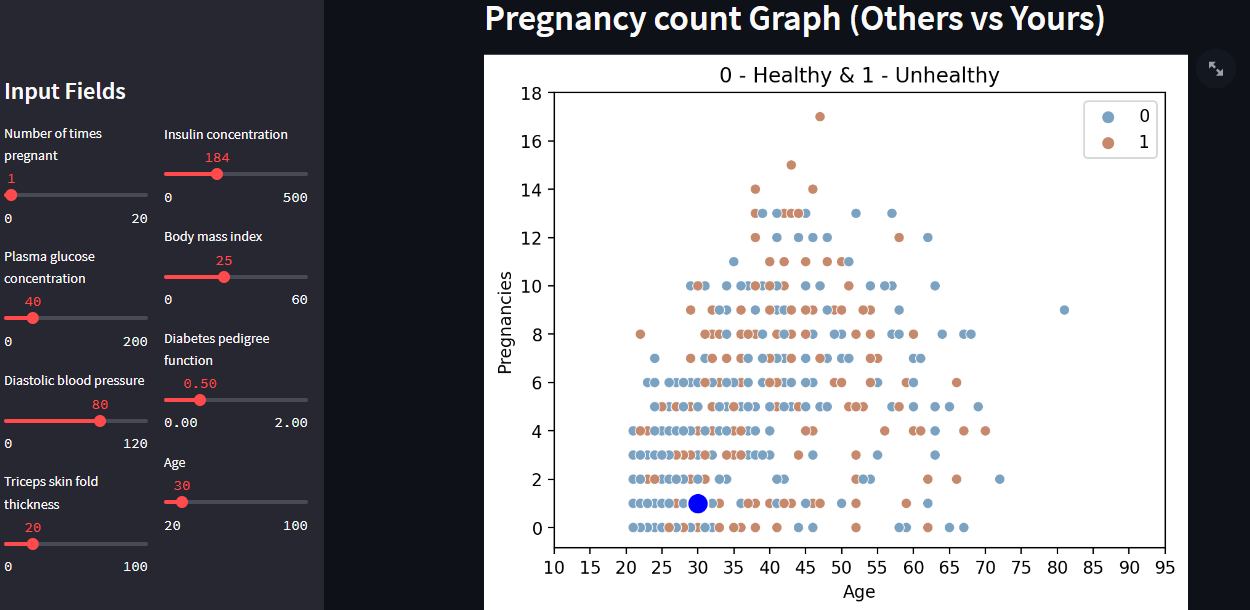 Pregnancy count Graph (Others vs Yours)
Input Fields
Number of times
pregnant
1
0 20
Plasma glucose
concentration
40
0 200
Diastolic blood pressure
80
0 120
Triceps skin fold
thickness
20
0 100
Insulin concentration
184
0 500
Body mass index
25
0 60
Diabetes pedigree
function
0.50
0.00 2.00
Age
30
20 100
0 - Healthy & 1 - Unhealthy
0
1
Pregnancies
18
16
14
12
10
8
6
4
2
0
10 15 20 25 30 35 40 45 50 55 60 65 70 75 80 85 90 95
Age